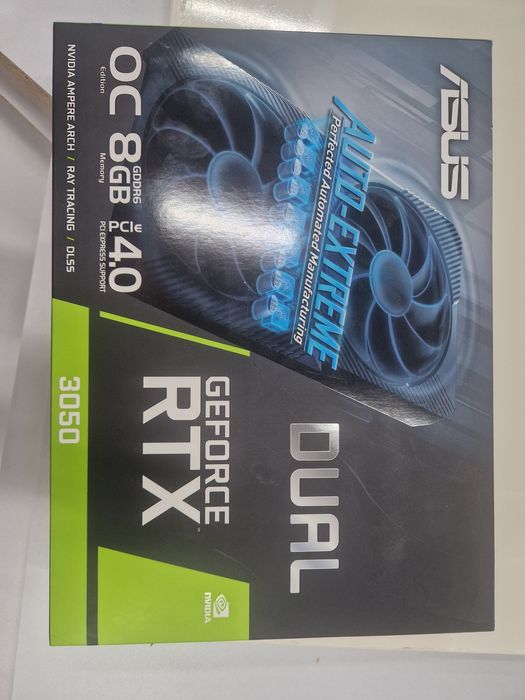 ASUS
AUTO-EXTREME
Perfected Automated Manufacturing
OC
Edition
8GB
GDDR6
Memory
PCIe
4.0
PCI EXPRESS SUPPORT
NVIDIA AMPERE ARCH / RAY TRACING / DLSS
DUAL
GEFORCE
RTX™
3050
NVIDIA